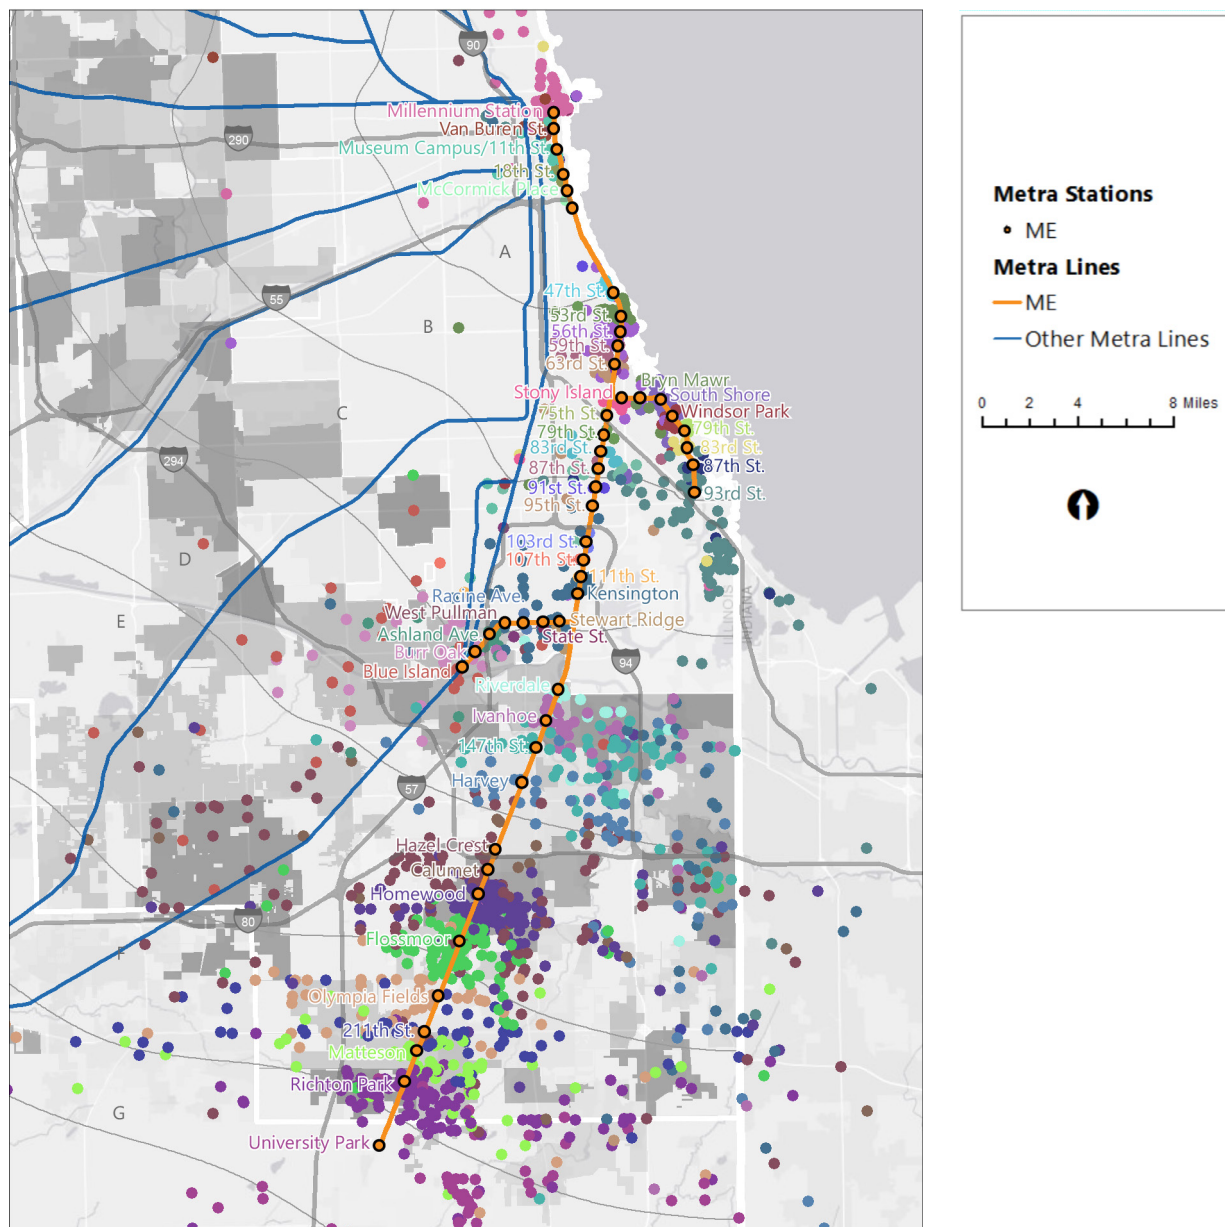 90
Millennium Station
Van Buren St.
290
Museum Campus/11th St.
18th St.
McCormick Place
A
47th St.
55
53rd St.
B
56th St.
59th St.
63rd St.
Bryn Mawr
Stony Island
South Shore
C
75th St.
Windsor Park
79th St.
79th St.
83rd St.
83rd St.
294
87th St.
87th St.
91st St.
93rd St.
95th St.
103rd St.
D
107th St.
111th St.
Racine Ave.
Kensington
West Pullman
E
Stewart Ridge
ILLINOIS
INDIANA
Ashland Ave.
State St.
Burr Oak
94
Blue Island
Riverdale
Ivanhoe
147th St.
Harvey
57
Hazel Crest
Calumet
Homewood
80
Flossmoor
F
Olympia Fields
211th St.
Matteson
Richton Park
G
University Park
Metra Stations
ME
Metra Lines
ME
Other Metra Lines
0 2 4 8 Miles